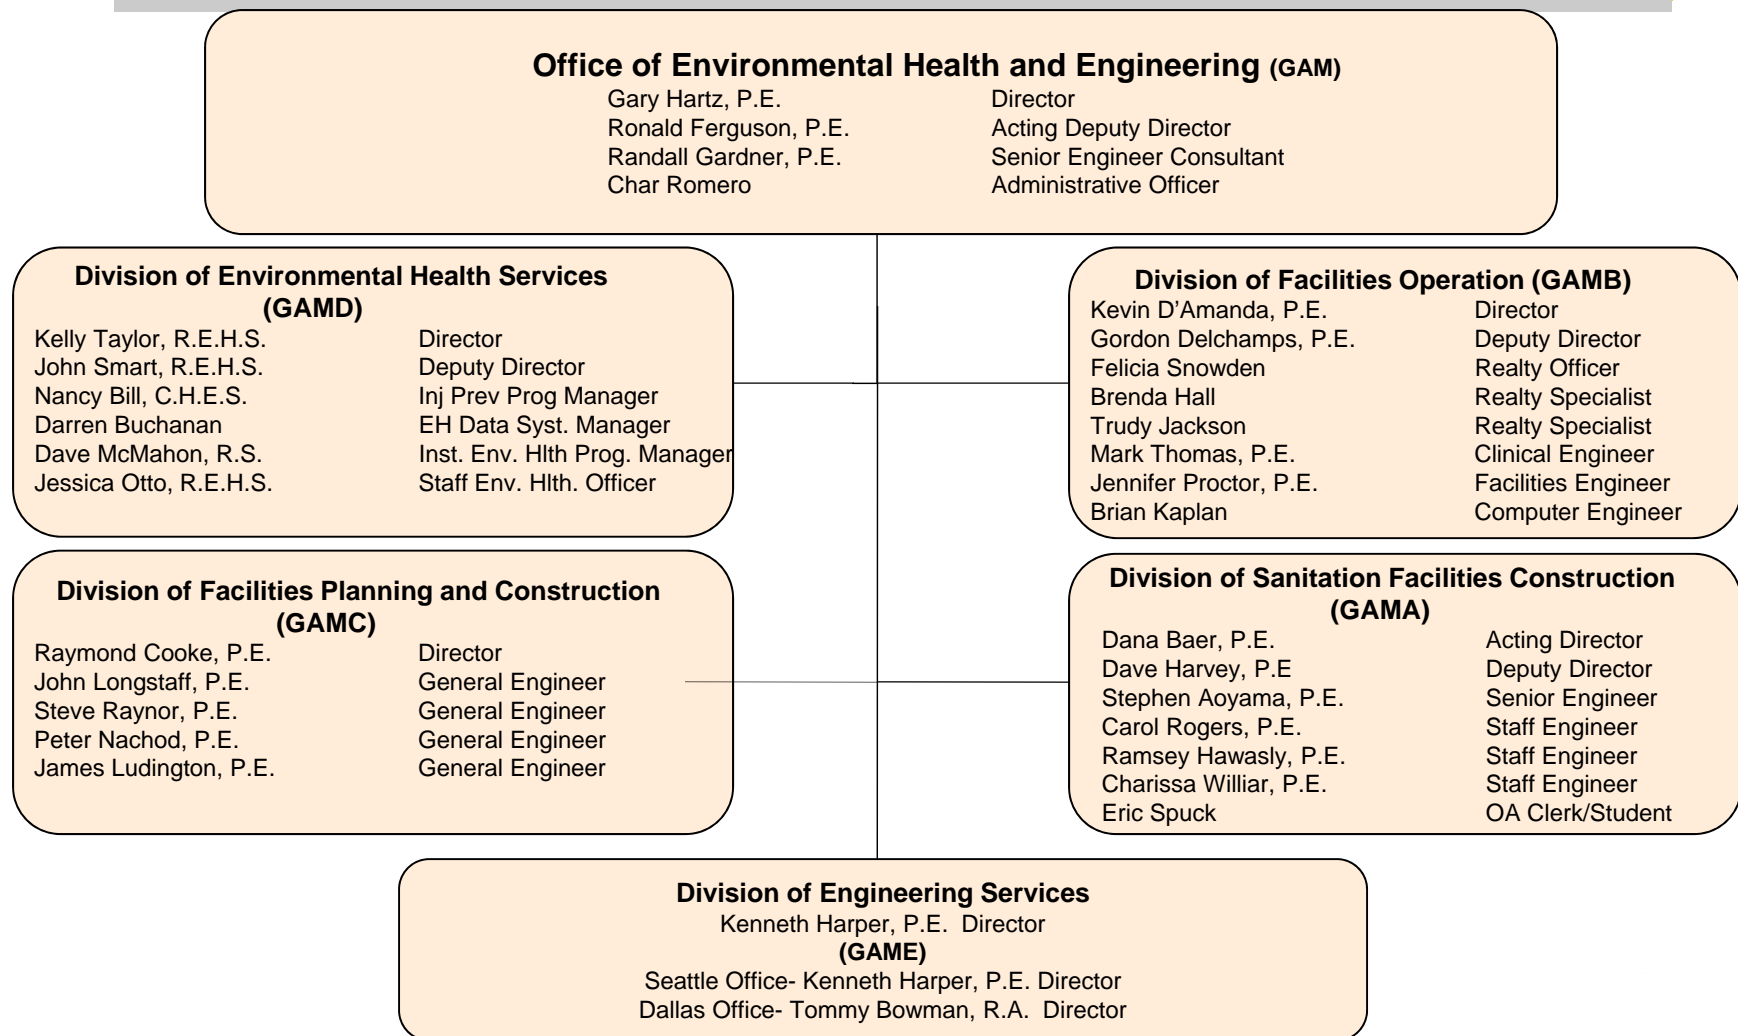 Office of Environmental Health and Engineering (GAM)
Gary Hartz, P.E. Director
Ronald Ferguson, P.E. Acting Deputy Director
Randall Gardner, P.E. Senior Engineer Consultant
Char Romero Administrative Officer
Division of Environmental Health Services
(GAMD)
Kelly Taylor, R.E.H.S. Director
John Smart, R.E.H.S. Deputy Director
Nancy Bill, C.H.E.S. Inj Prev Prog Manager
Darren Buchanan EH Data Syst. Manager
Dave McMahon, R.S. Inst. Env. Hlth Prog. Manager
Jessica Otto, R.E.H.S. Staff Env. Hlth. Officer
Division of Facilities Operation (GAMB)
Kevin D’Amanda, P.E. Director
Gordon Delchamps, P.E. Deputy Director
Felicia Snowden Realty Officer
Brenda Hall Realty Specialist
Trudy Jackson Realty Specialist
Mark Thomas, P.E. Clinical Engineer
Jennifer Proctor, P.E. Facilities Engineer
Brian Kaplan Computer Engineer
Division of Facilities Planning and Construction
(GAMC)
Raymond Cooke, P.E. Director
John Longstaff, P.E. General Engineer
Steve Raynor, P.E. General Engineer
Peter Nachod, P.E. General Engineer
James Ludington, P.E. General Engineer
Division of Sanitation Facilities Construction
(GAMA)
Dana Baer, P.E. Acting Director
Dave Harvey, P.E Deputy Director
Stephen Aoyama, P.E. Senior Engineer
Carol Rogers, P.E. Staff Engineer
Ramsey Hawasly, P.E. Staff Engineer
Charissa Williar, P.E. Staff Engineer
Eric Spuck OA Clerk/Student
Division of Engineering Services
Kenneth Harper, P.E. Director
(GAME)
Seattle Office- Kenneth Harper, P.E. Director
Dallas Office- Tommy Bowman, R.A. Director